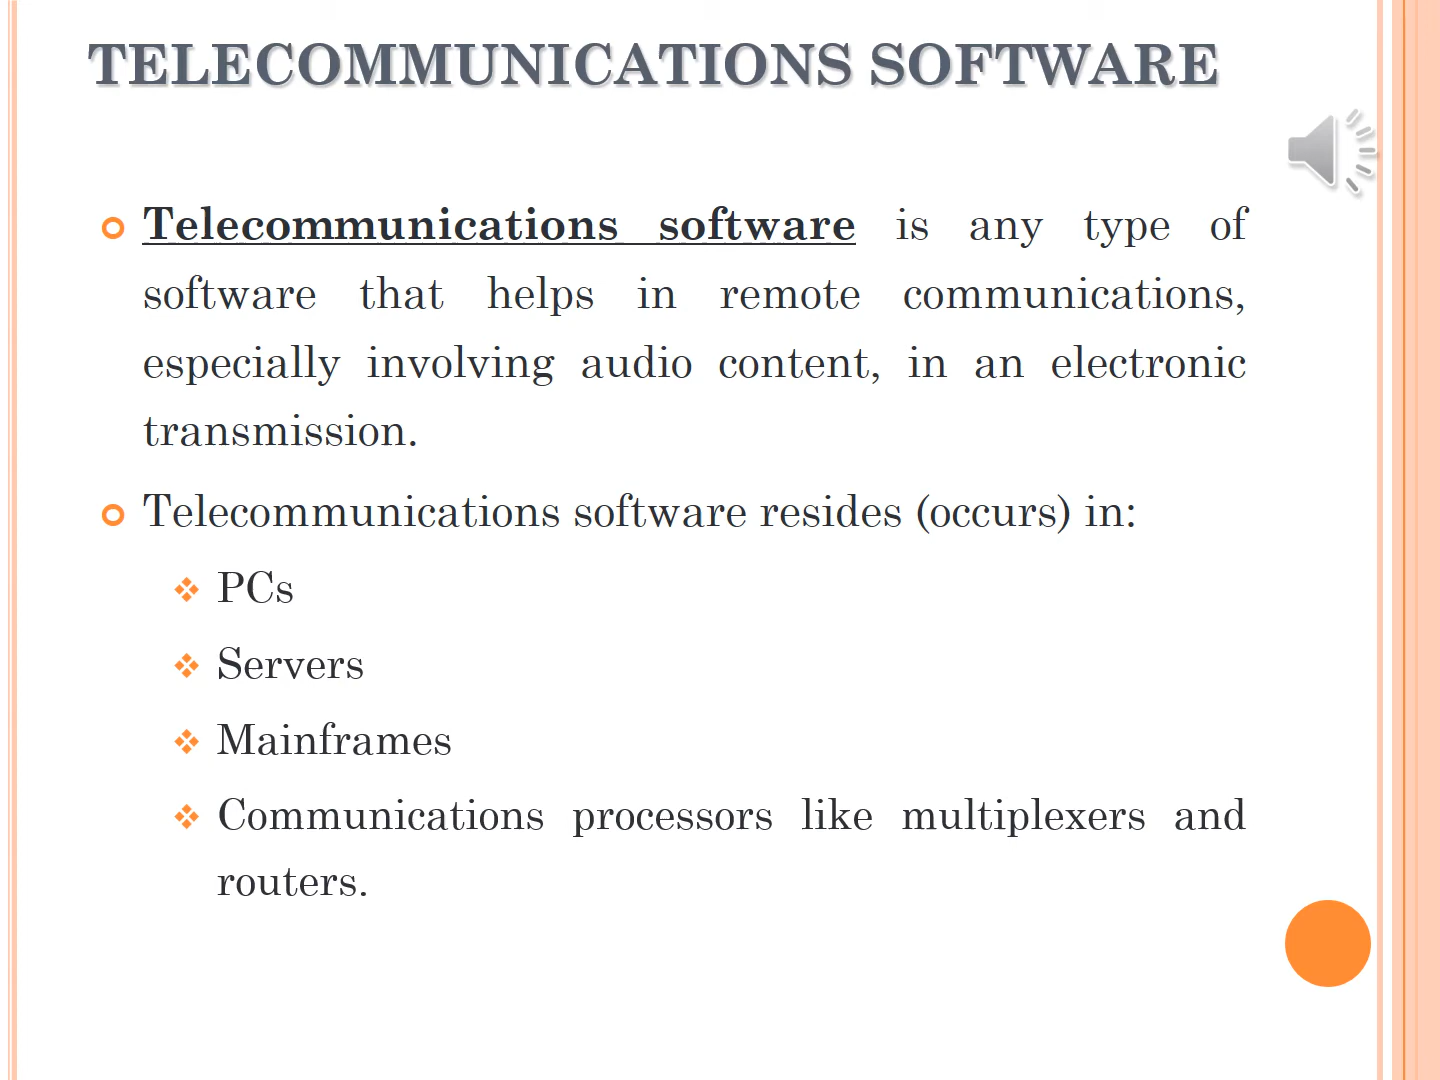 TELECOMMUNICATIONS SOFTWARE
Telecommunications software is any type of
software that helps in remote communications,
especially involving audio content, in an electronic
transmission.
Telecommunications software resides (occurs) in:
PCs
Servers
Mainframes
Communications processors like multiplexers and
routers.